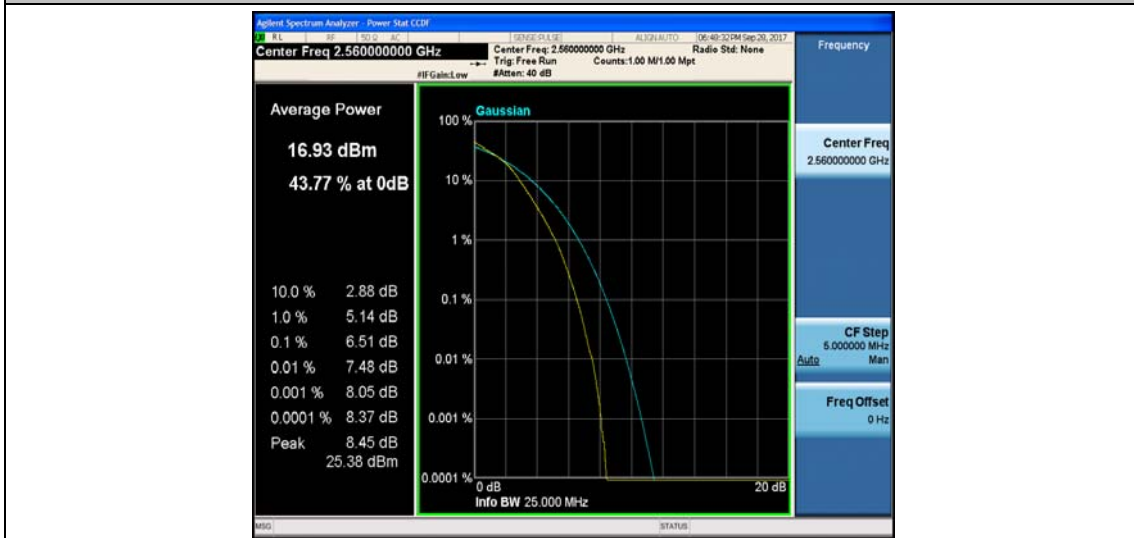 Agilent Spectrum Analyzer - Power Stat CCDF
RL RF 50 Ω AC SENSE:PULSE ALIGN AUTO 06:48:32 PM Sep 28, 2017
Center Freq 2.560000000 GHz
Center Freq: 2.560000000 GHz Radio Std: None
Trig: Free Run Counts:1.00 M/1.00 Mpt
#IFGain:Low #Atten: 40 dB
Frequency
Average Power
16.93 dBm
43.77 % at 0dB
10.0 % 2.88 dB
1.0 % 5.14 dB
0.1 % 6.51 dB
0.01 % 7.48 dB
0.001 % 8.05 dB
0.0001 % 8.37 dB
Peak 8.45 dB
25.38 dBm
Gaussian
100 %
10 %
1 %
0.1 %
0.01 %
0.001 %
0.0001 %
0 dB 20 dB
Info BW 25.000 MHz
Center Freq
2.560000000 GHz
CF Step
5.000000 MHz
Auto Man
Freq Offset
0 Hz
MSG STATUS